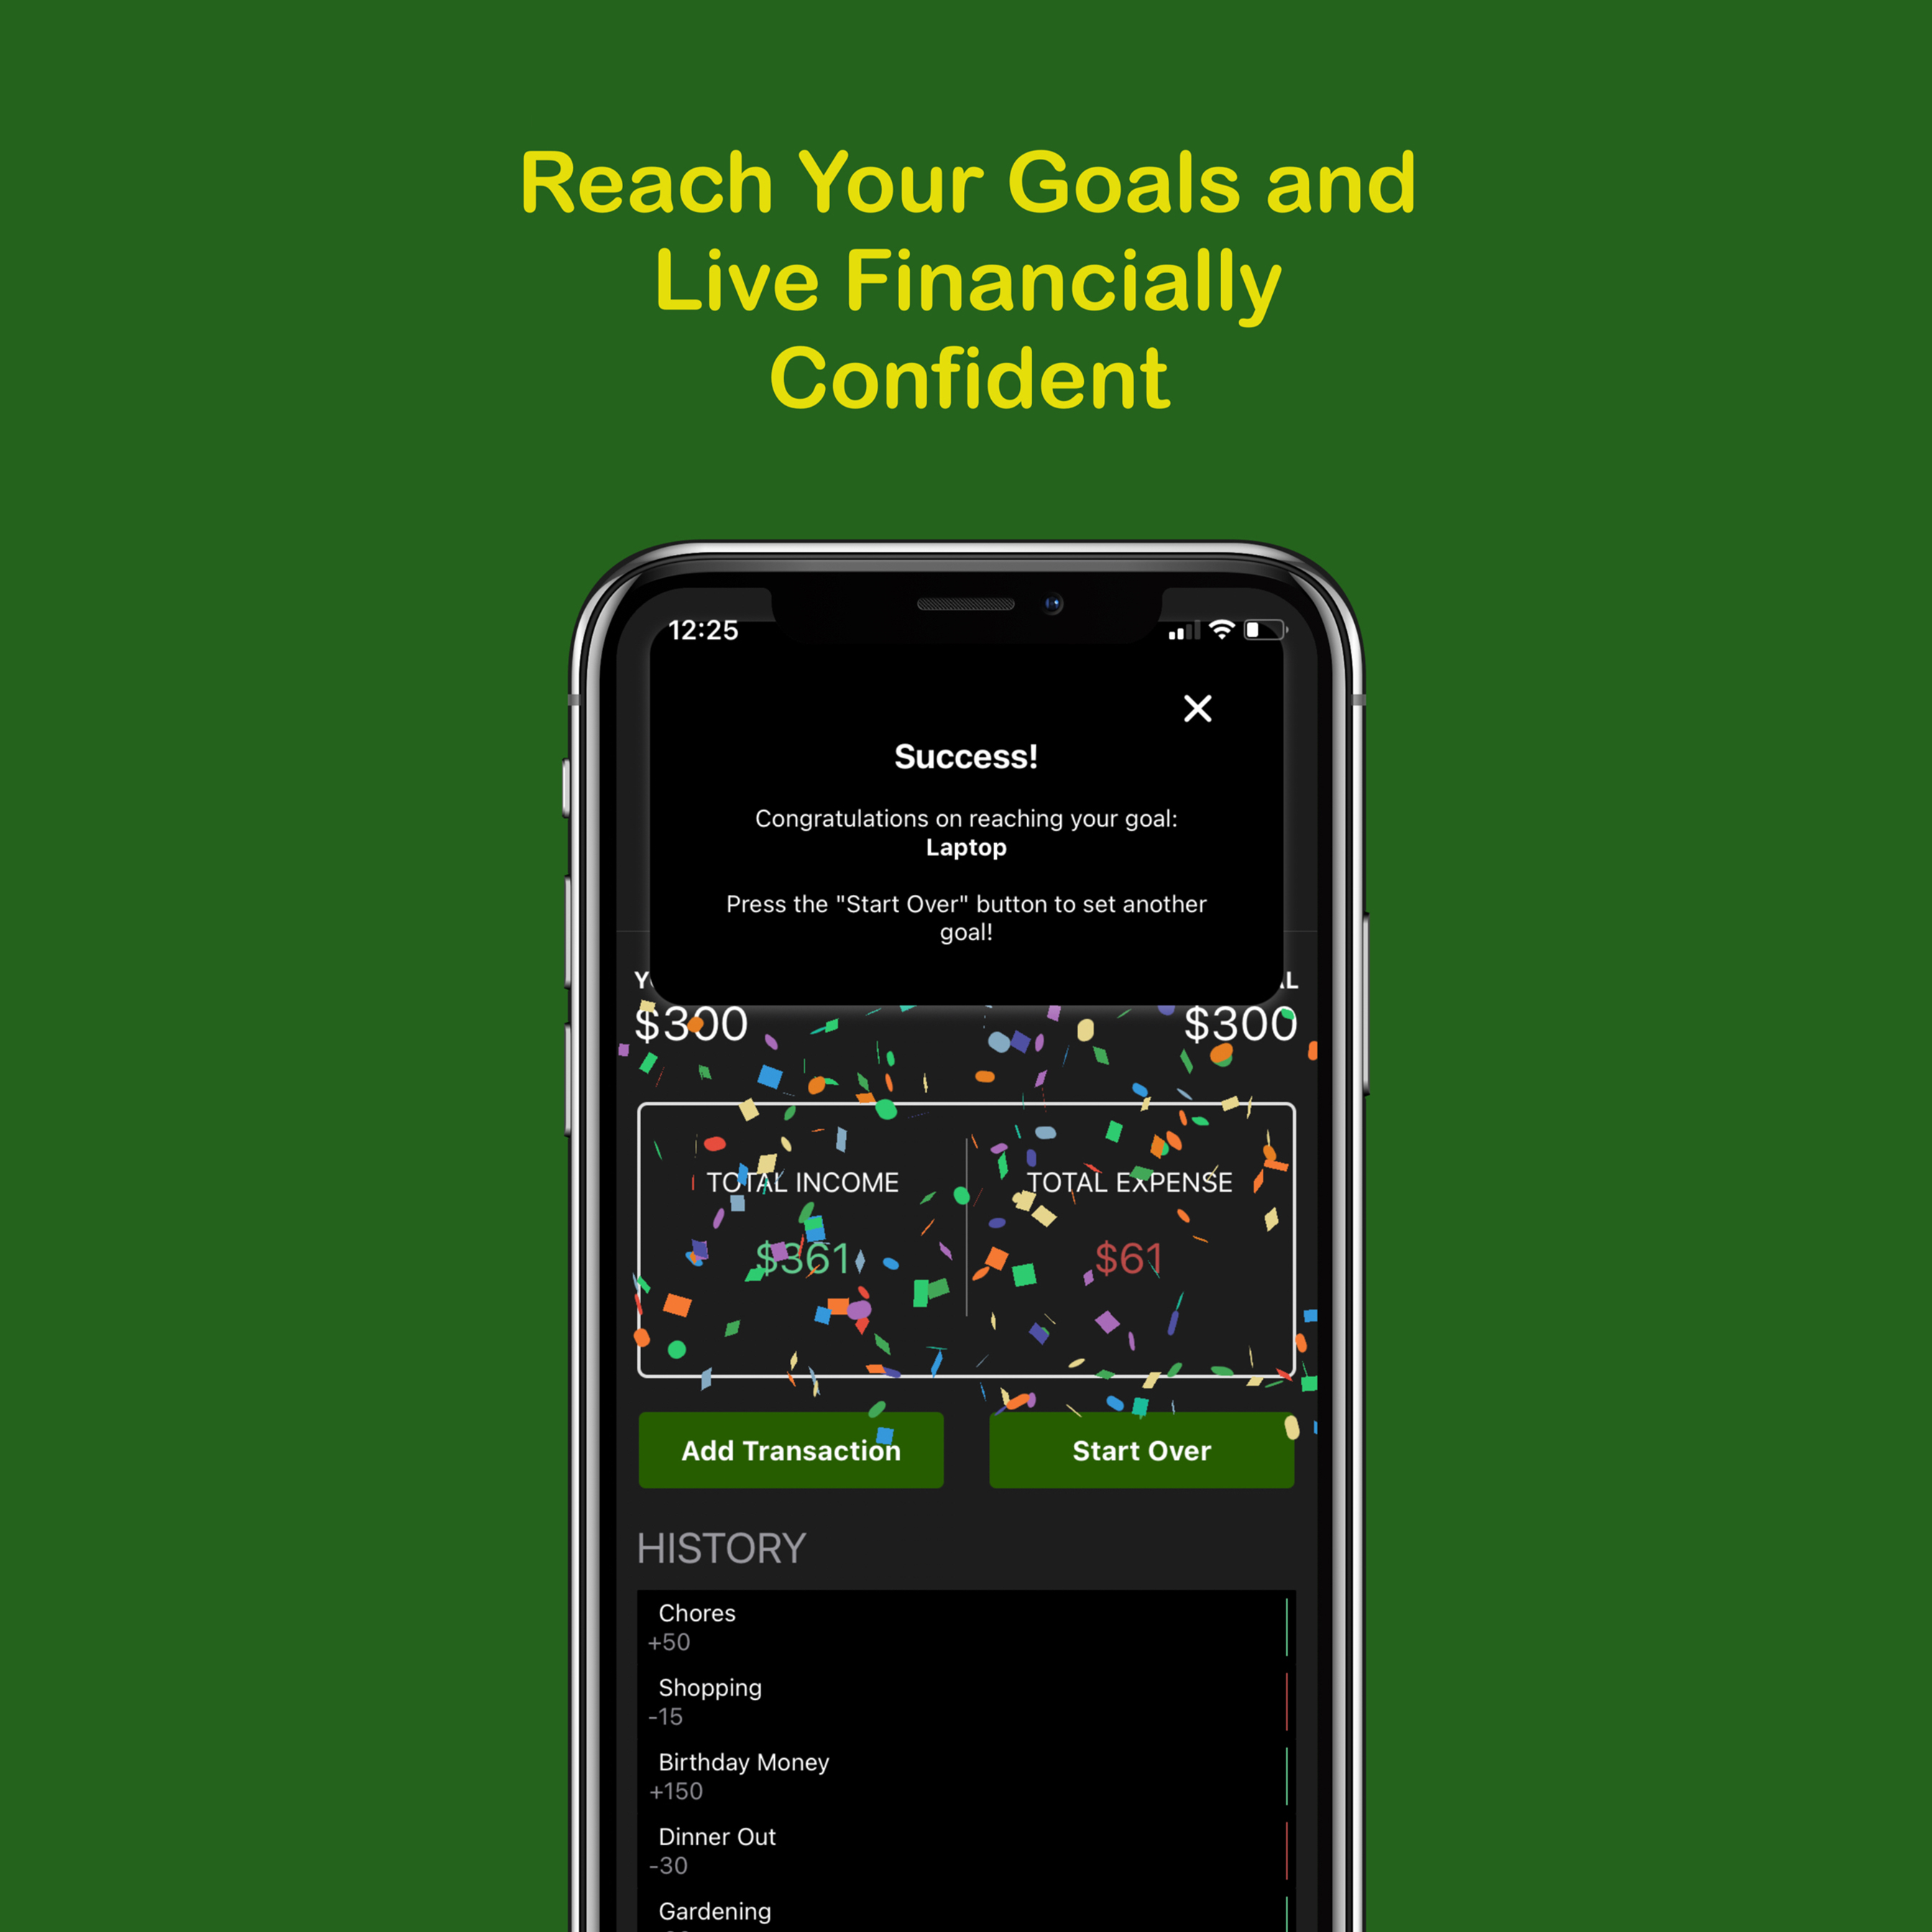 Reach Your Goals and
Live Financially
Confident
12:25
Success!
Congratulations on reaching your goal:
Laptop
Press the "Start Over" button to set another
goal!
$300 $300
TOTAL INCOME TOTAL EXPENSE
$361 $61
Add Transaction Start Over
HISTORY
Chores
+50
Shopping
-15
Birthday Money
+150
Dinner Out
-30
Gardening